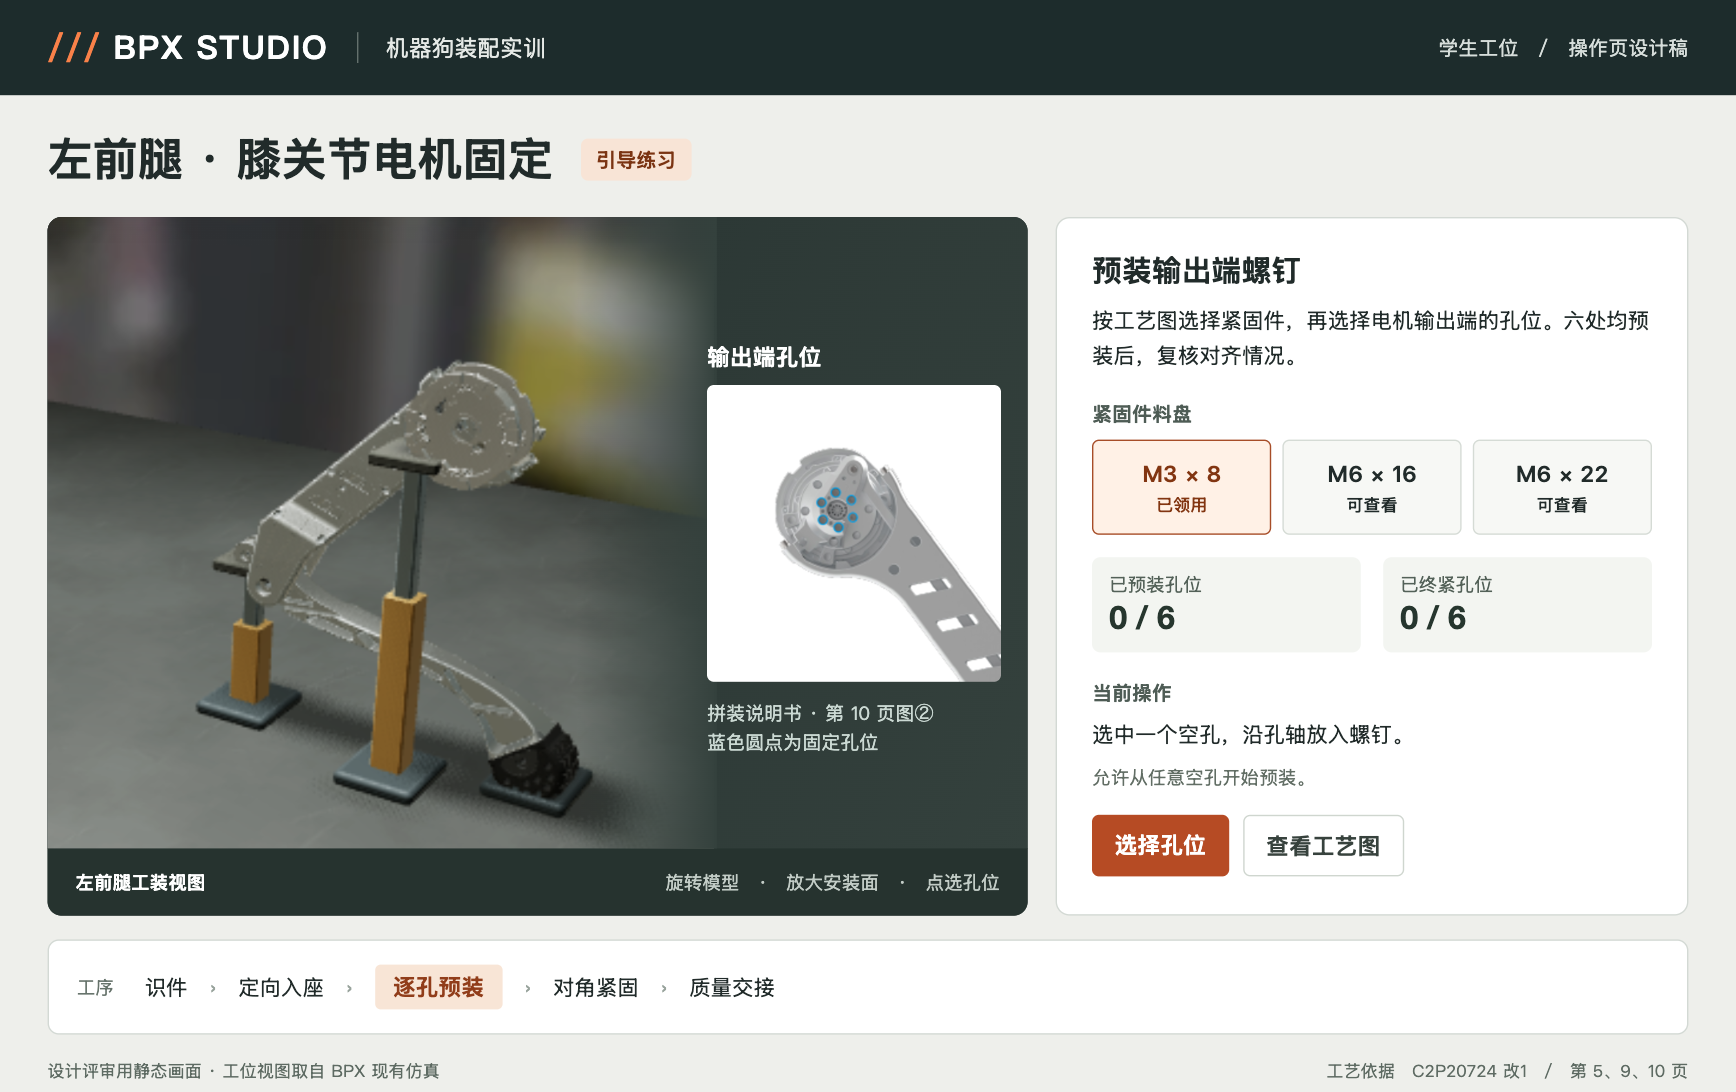 /// BPX STUDIO
机器狗装配实训
学生工位 / 操作页设计稿
左前腿 · 膝关节电机固定
引导练习
输出端孔位
拼装说明书 · 第 10 页图②
蓝色圆点为固定孔位
左前腿工装视图
旋转模型 · 放大安装面 · 点选孔位
预装输出端螺钉
按工艺图选择紧固件，再选择电机输出端的孔位。六处均预
装后，复核对齐情况。
紧固件料盘
M3 × 8
已领用
M6 × 16
可查看
M6 × 22
可查看
已预装孔位
0 / 6
已终紧孔位
0 / 6
当前操作
选中一个空孔，沿孔轴放入螺钉。
允许从任意空孔开始预装。
选择孔位
查看工艺图
工序 识件 › 定向入座 › 逐孔预装 › 对角紧固 › 质量交接
设计评审用静态画面 · 工位视图取自 BPX 现有仿真
工艺依据 C2P20724 改1 / 第 5、9、10 页